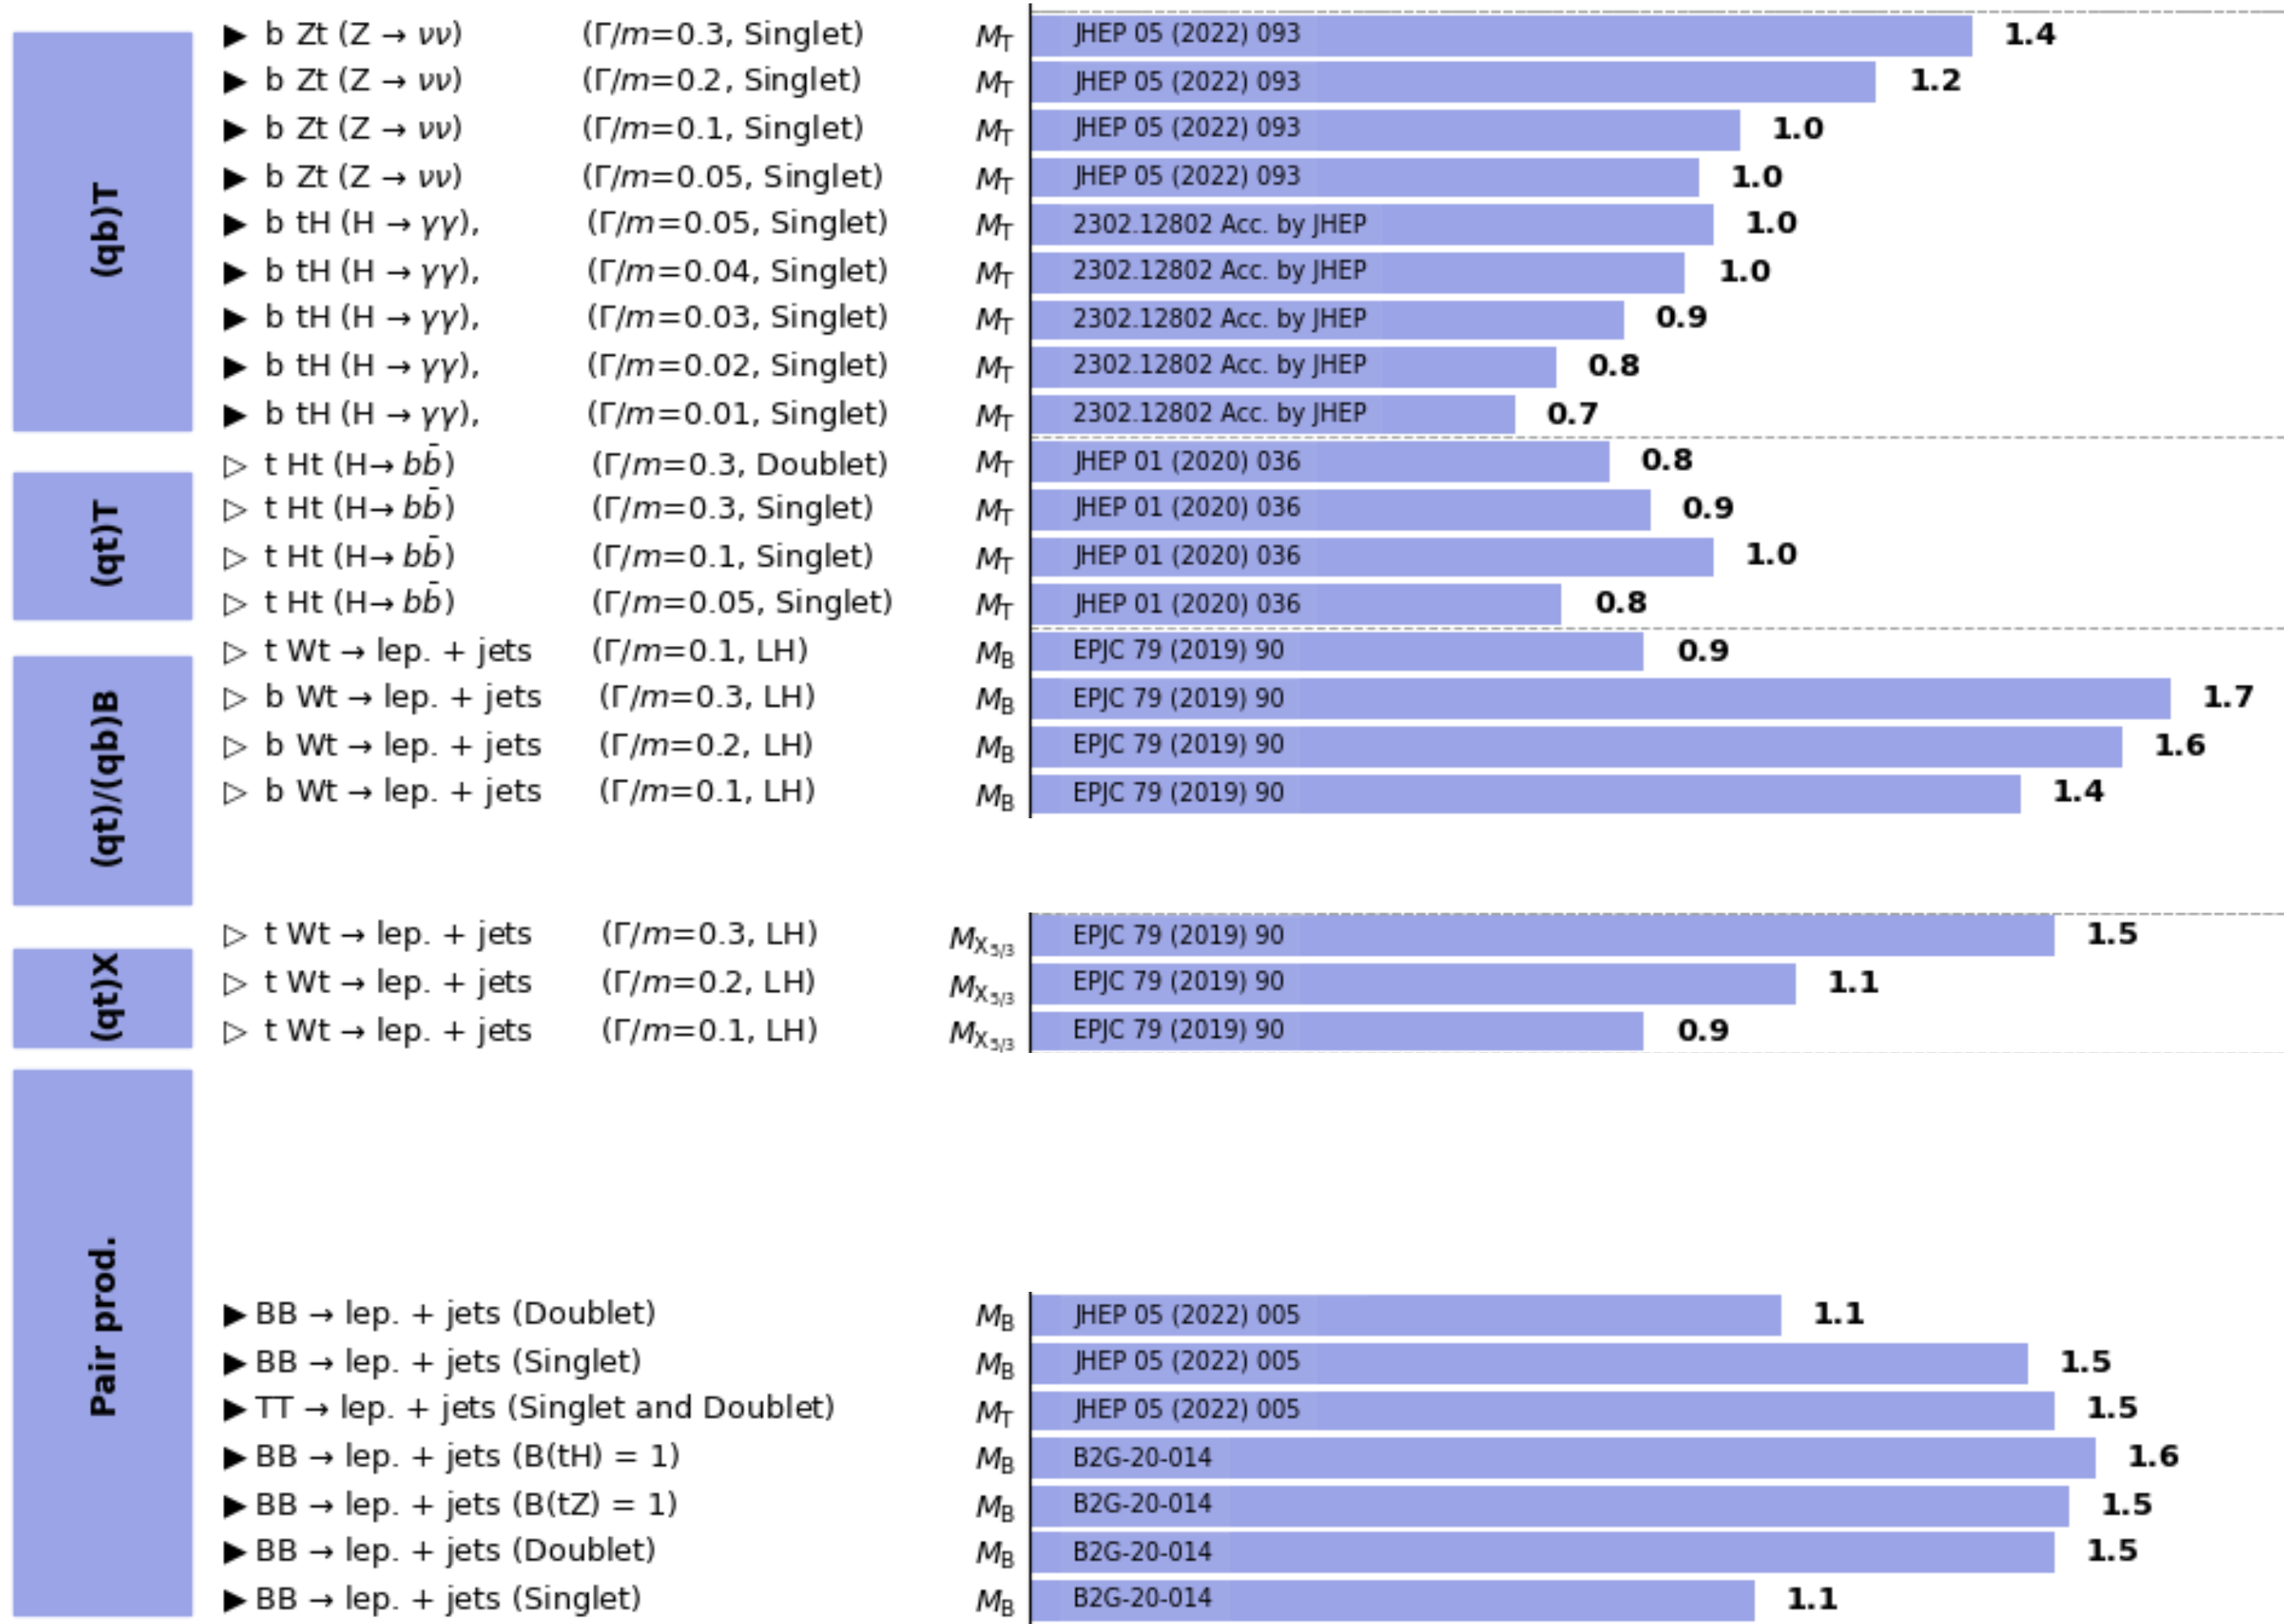 (qb)T
▶ b Zt (Z → νν) (Γ/m=0.3, Singlet) M_T JHEP 05 (2022) 093 1.4
▶ b Zt (Z → νν) (Γ/m=0.2, Singlet) M_T JHEP 05 (2022) 093 1.2
▶ b Zt (Z → νν) (Γ/m=0.1, Singlet) M_T JHEP 05 (2022) 093 1.0
▶ b Zt (Z → νν) (Γ/m=0.05, Singlet) M_T JHEP 05 (2022) 093 1.0
▶ b tH (H → γγ), (Γ/m=0.05, Singlet) M_T 2302.12802 Acc. by JHEP 1.0
▶ b tH (H → γγ), (Γ/m=0.04, Singlet) M_T 2302.12802 Acc. by JHEP 1.0
▶ b tH (H → γγ), (Γ/m=0.03, Singlet) M_T 2302.12802 Acc. by JHEP 0.9
▶ b tH (H → γγ), (Γ/m=0.02, Singlet) M_T 2302.12802 Acc. by JHEP 0.8
▶ b tH (H → γγ), (Γ/m=0.01, Singlet) M_T 2302.12802 Acc. by JHEP 0.7
(qt)T
▷ t Ht (H→ bb̄) (Γ/m=0.3, Doublet) M_T JHEP 01 (2020) 036 0.8
▷ t Ht (H→ bb̄) (Γ/m=0.3, Singlet) M_T JHEP 01 (2020) 036 0.9
▷ t Ht (H→ bb̄) (Γ/m=0.1, Singlet) M_T JHEP 01 (2020) 036 1.0
▷ t Ht (H→ bb̄) (Γ/m=0.05, Singlet) M_T JHEP 01 (2020) 036 0.8
(qt)/(qb)B
▷ t Wt → lep. + jets (Γ/m=0.1, LH) M_B EPJC 79 (2019) 90 0.9
▷ b Wt → lep. + jets (Γ/m=0.3, LH) M_B EPJC 79 (2019) 90 1.7
▷ b Wt → lep. + jets (Γ/m=0.2, LH) M_B EPJC 79 (2019) 90 1.6
▷ b Wt → lep. + jets (Γ/m=0.1, LH) M_B EPJC 79 (2019) 90 1.4
(qt)X
▷ t Wt → lep. + jets (Γ/m=0.3, LH) M_X5/3 EPJC 79 (2019) 90 1.5
▷ t Wt → lep. + jets (Γ/m=0.2, LH) M_X5/3 EPJC 79 (2019) 90 1.1
▷ t Wt → lep. + jets (Γ/m=0.1, LH) M_X5/3 EPJC 79 (2019) 90 0.9
Pair prod.
▶ BB → lep. + jets (Doublet) M_B JHEP 05 (2022) 005 1.1
▶ BB → lep. + jets (Singlet) M_B JHEP 05 (2022) 005 1.5
▶ TT → lep. + jets (Singlet and Doublet) M_T JHEP 05 (2022) 005 1.5
▶ BB → lep. + jets (B(tH) = 1) M_B B2G-20-014 1.6
▶ BB → lep. + jets (B(tZ) = 1) M_B B2G-20-014 1.5
▶ BB → lep. + jets (Doublet) M_B B2G-20-014 1.5
▶ BB → lep. + jets (Singlet) M_B B2G-20-014 1.1